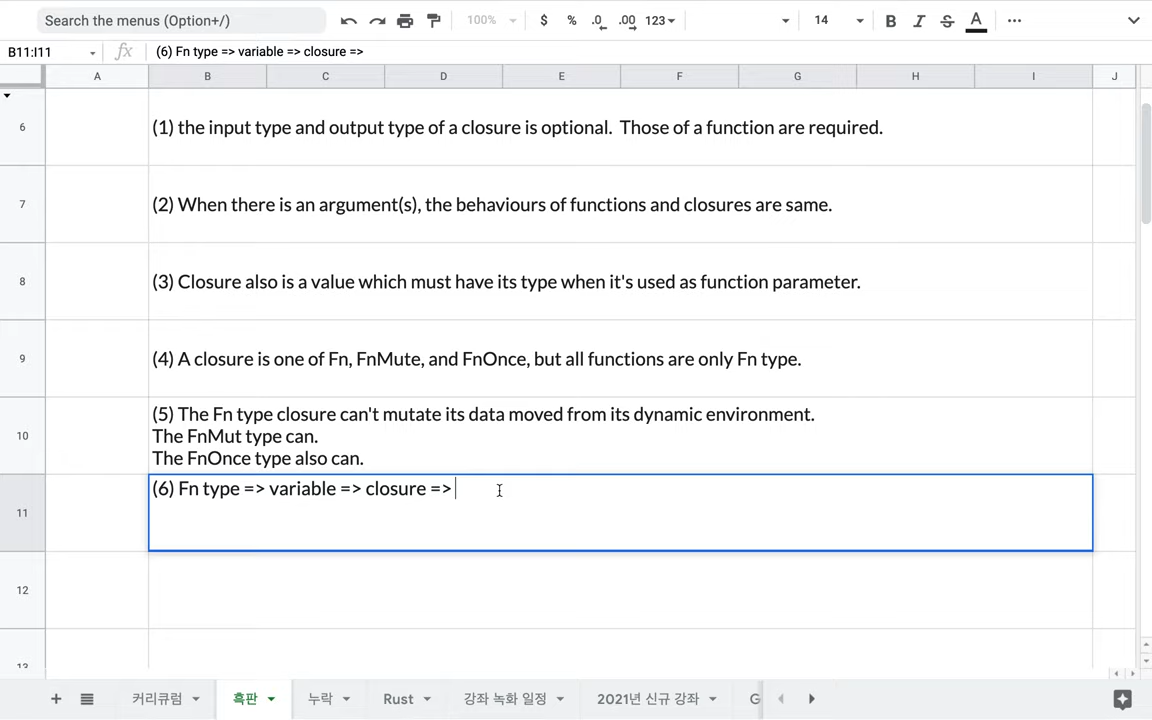 Search the menus (Option+/)
100%
$ % .0 .00 123
14
B I S A
B11:I11 fx (6) Fn type => variable => closure =>
A B C D E F G H I J
6 (1) the input type and output type of a closure is optional. Those of a function are required.
7 (2) When there is an argument(s), the behaviours of functions and closures are same.
8 (3) Closure also is a value which must have its type when it's used as function parameter.
9 (4) A closure is one of Fn, FnMute, and FnOnce, but all functions are only Fn type.
(5) The Fn type closure can't mutate its data moved from its dynamic environment.
10 The FnMut type can.
The FnOnce type also can.
(6) Fn type => variable => closure =>
11
12
13
커리큘럼 흑판 누락 Rust 강좌 녹화 일정 2021년 신규 강좌 G